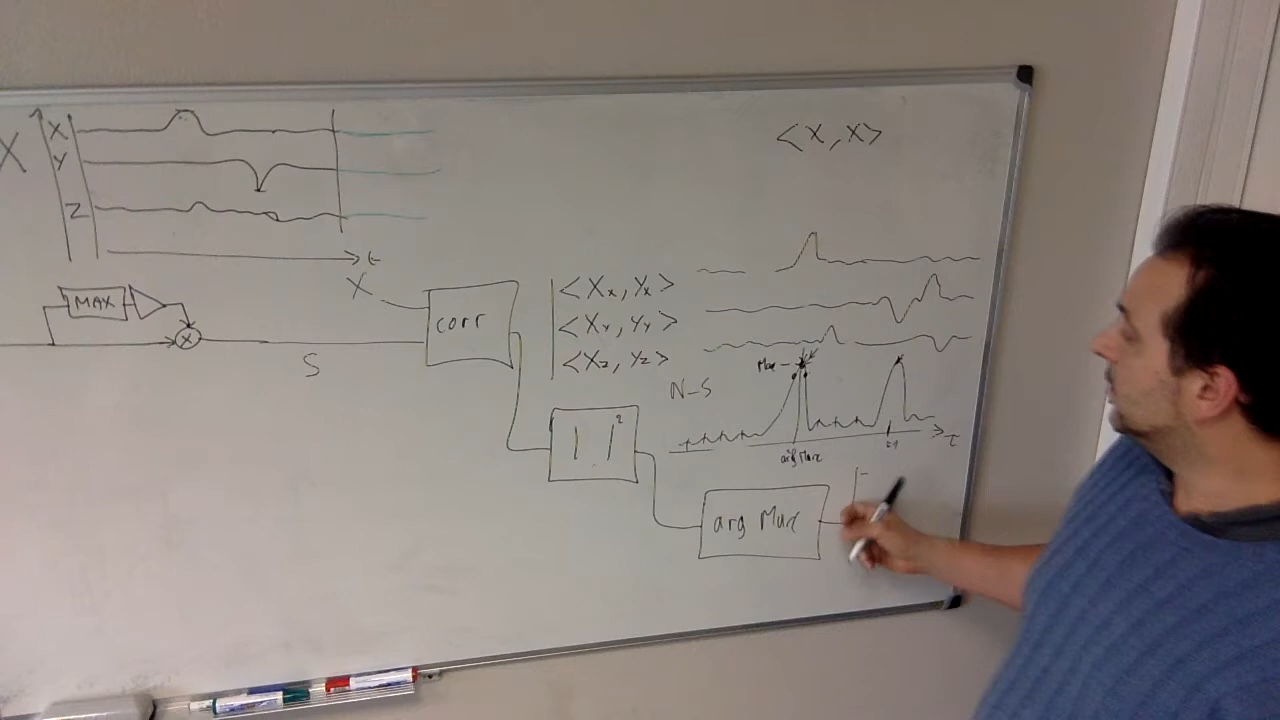 X
X
Y
Z
t
<X,X>
MAX
X
X
S
corr
<Xx,Yx>
<XY,YY>
<Xz,Yz>
N-S
Max
arg Max
τ
| |²
arg Max